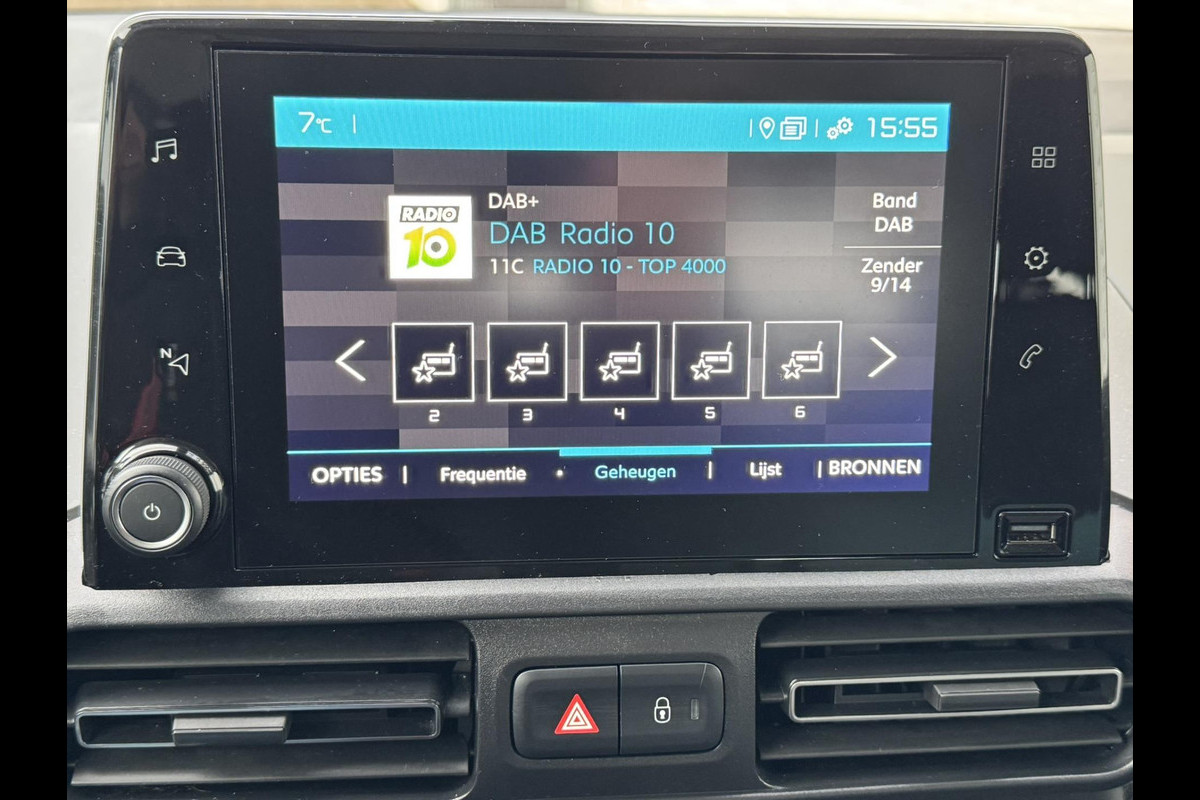 7°C
15:55
RADIO
10
DAB+
DAB Radio 10
11C RADIO 10 - TOP 4000
Band
DAB
Zender
9/14
N
2 3 4 5 6
OPTIES | Frequentie • Geheugen | Lijst | BRONNEN